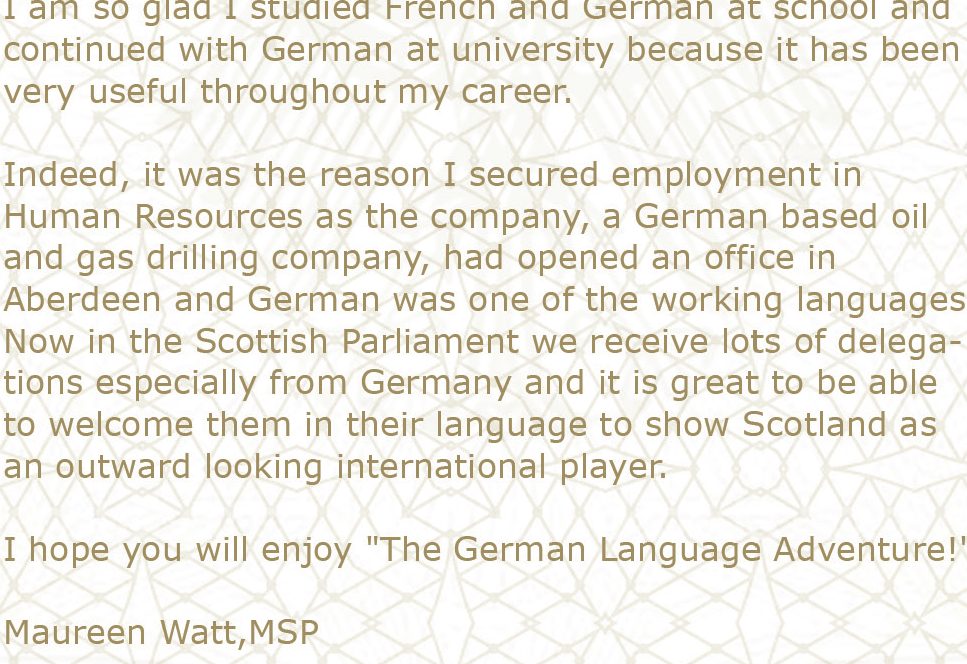 I am so glad I studied French and German at school and
continued with German at university because it has been
very useful throughout my career.
Indeed, it was the reason I secured employment in
Human Resources as the company, a German based oil
and gas drilling company, had opened an office in
Aberdeen and German was one of the working languages
Now in the Scottish Parliament we receive lots of delega-
tions especially from Germany and it is great to be able
to welcome them in their language to show Scotland as
an outward looking international player.
I hope you will enjoy "The German Language Adventure!"
Maureen Watt,MSP